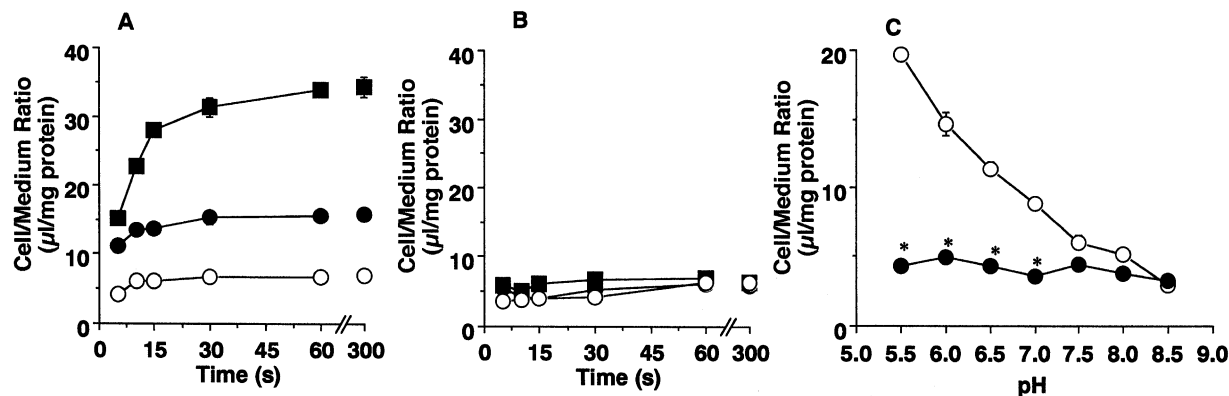 A
Cell/Medium Ratio
(µl/mg protein)
40
30
20
10
0
0 15 30 45 60 300
Time (s)
B
Cell/Medium Ratio
(µl/mg protein)
40
30
20
10
0
0 15 30 45 60 300
Time (s)
C
Cell/Medium Ratio
(µl/mg protein)
20
10
0
* * * *
5.0 5.5 6.0 6.5 7.0 7.5 8.0 8.5 9.0
pH